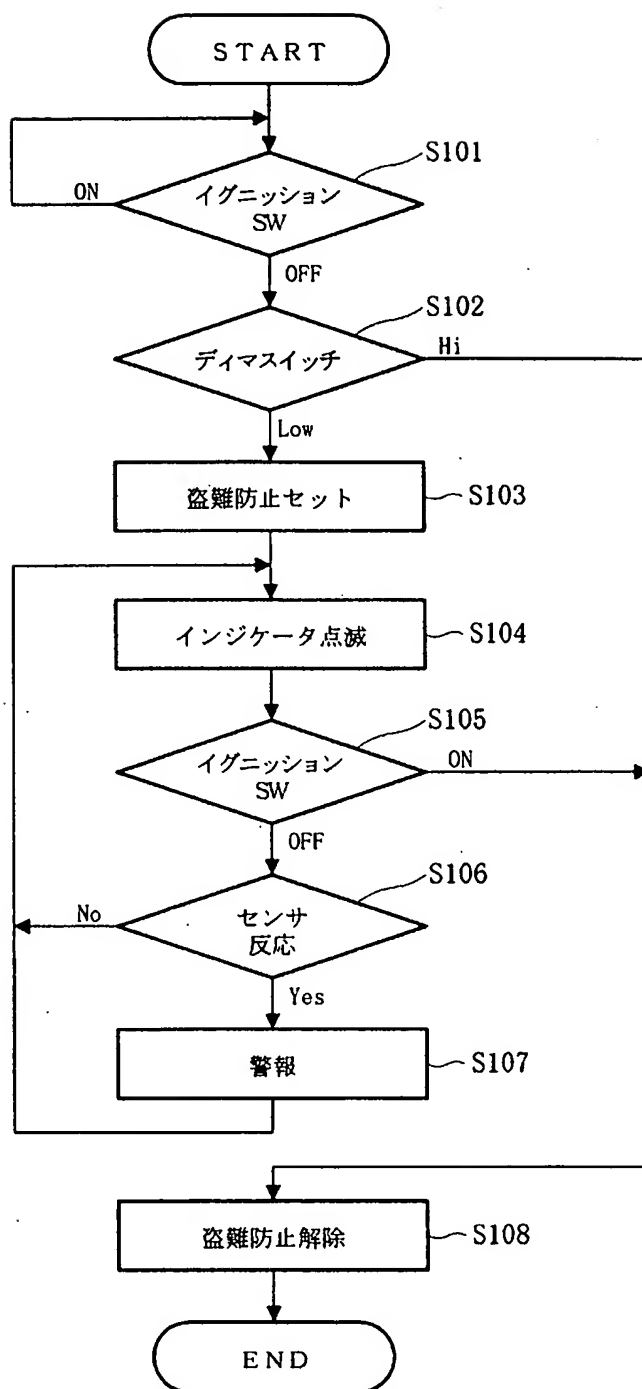 START
S101
ON
イグニッション
SW
OFF
S102
ディマスイッチ
Hi
Low
盗難防止セット
S103
インジケータ点滅
S104
S105
イグニッション
SW
ON
OFF
S106
No
センサ
反応
Yes
警報
S107
盗難防止解除
S108
END